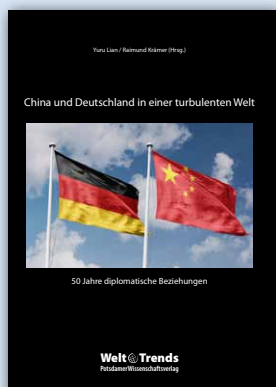 Yuru Lian / Raimund Krämer (Hrsg.)
China und Deutschland in einer turbulenten Welt
50 Jahre diplomatische Beziehungen
Welt@Trends
PotsdamerWissenschaftsverlag